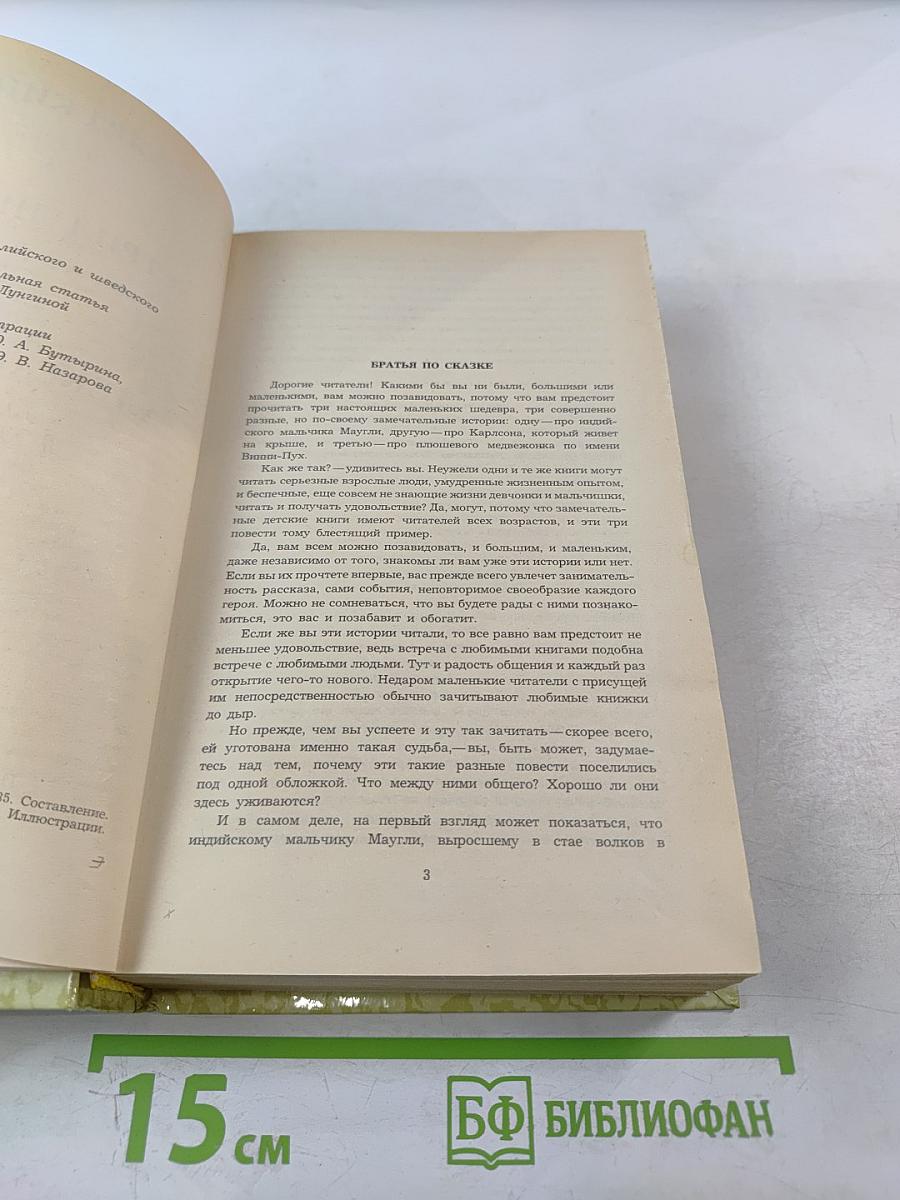 лийского и шведского
льная статья
Лунгиной
трации
Ю. А. Бутырина,
Э. В. Назарова
85. Составление.
Иллюстрации.
БРАТЬЯ ПО СКАЗКЕ
Дорогие читатели! Какими бы вы ни были, большими или
маленькими, вам можно позавидовать, потому что вам предстоит
прочитать три настоящих маленьких шедевра, три совершенно
разные, но по-своему замечательные истории: одну—про индий-
ского мальчика Маугли, другую—про Карлсона, который живет
на крыше, и третью—про плюшевого медвежонка по имени
Винни-Пух.
Как же так?—удивитесь вы. Неужели одни и те же книги могут
читать серьезные взрослые люди, умудренные жизненным опытом,
и беспечные, еще совсем не знающие жизни девчонки и мальчишки,
читать и получать удовольствие? Да, могут, потому что замечатель-
ные детские книги имеют читателей всех возрастов, и эти три
повести тому блестящий пример.
Да, вам всем можно позавидовать, и большим, и маленьким,
даже независимо от того, знакомы ли вам уже эти истории или нет.
Если вы их прочтете впервые, вас прежде всего увлечет заниматель-
ность рассказа, сами события, неповторимое своеобразие каждого
героя. Можно не сомневаться, что вы будете рады с ними познако-
миться, это вас и позабавит и обогатит.
Если же вы эти истории читали, то все равно вам предстоит не
меньшее удовольствие, ведь встреча с любимыми книгами подобна
встрече с любимыми людьми. Тут и радость общения и каждый раз
открытие чего-то нового. Недаром маленькие читатели с присущей
им непосредственностью обычно зачитывают любимые книжки
до дыр.
Но прежде, чем вы успеете и эту так зачитать—скорее всего,
ей уготована именно такая судьба,—вы, быть может, задумае-
тесь над тем, почему эти такие разные повести поселились
под одной обложкой. Что между ними общего? Хорошо ли они
здесь уживаются?
И в самом деле, на первый взгляд может показаться, что
индийскому мальчику Маугли, выросшему в стае волков в
3
15 см
БФ БИБЛИОФАН